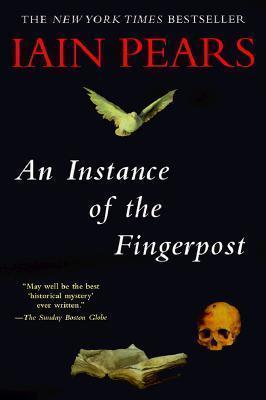 THE NEW YORK TIMES BESTSELLER
IAIN PEARS
An Instance
of the
Fingerpost
"May well be the best
'historical mystery'
ever written."
—The Sunday Boston Globe